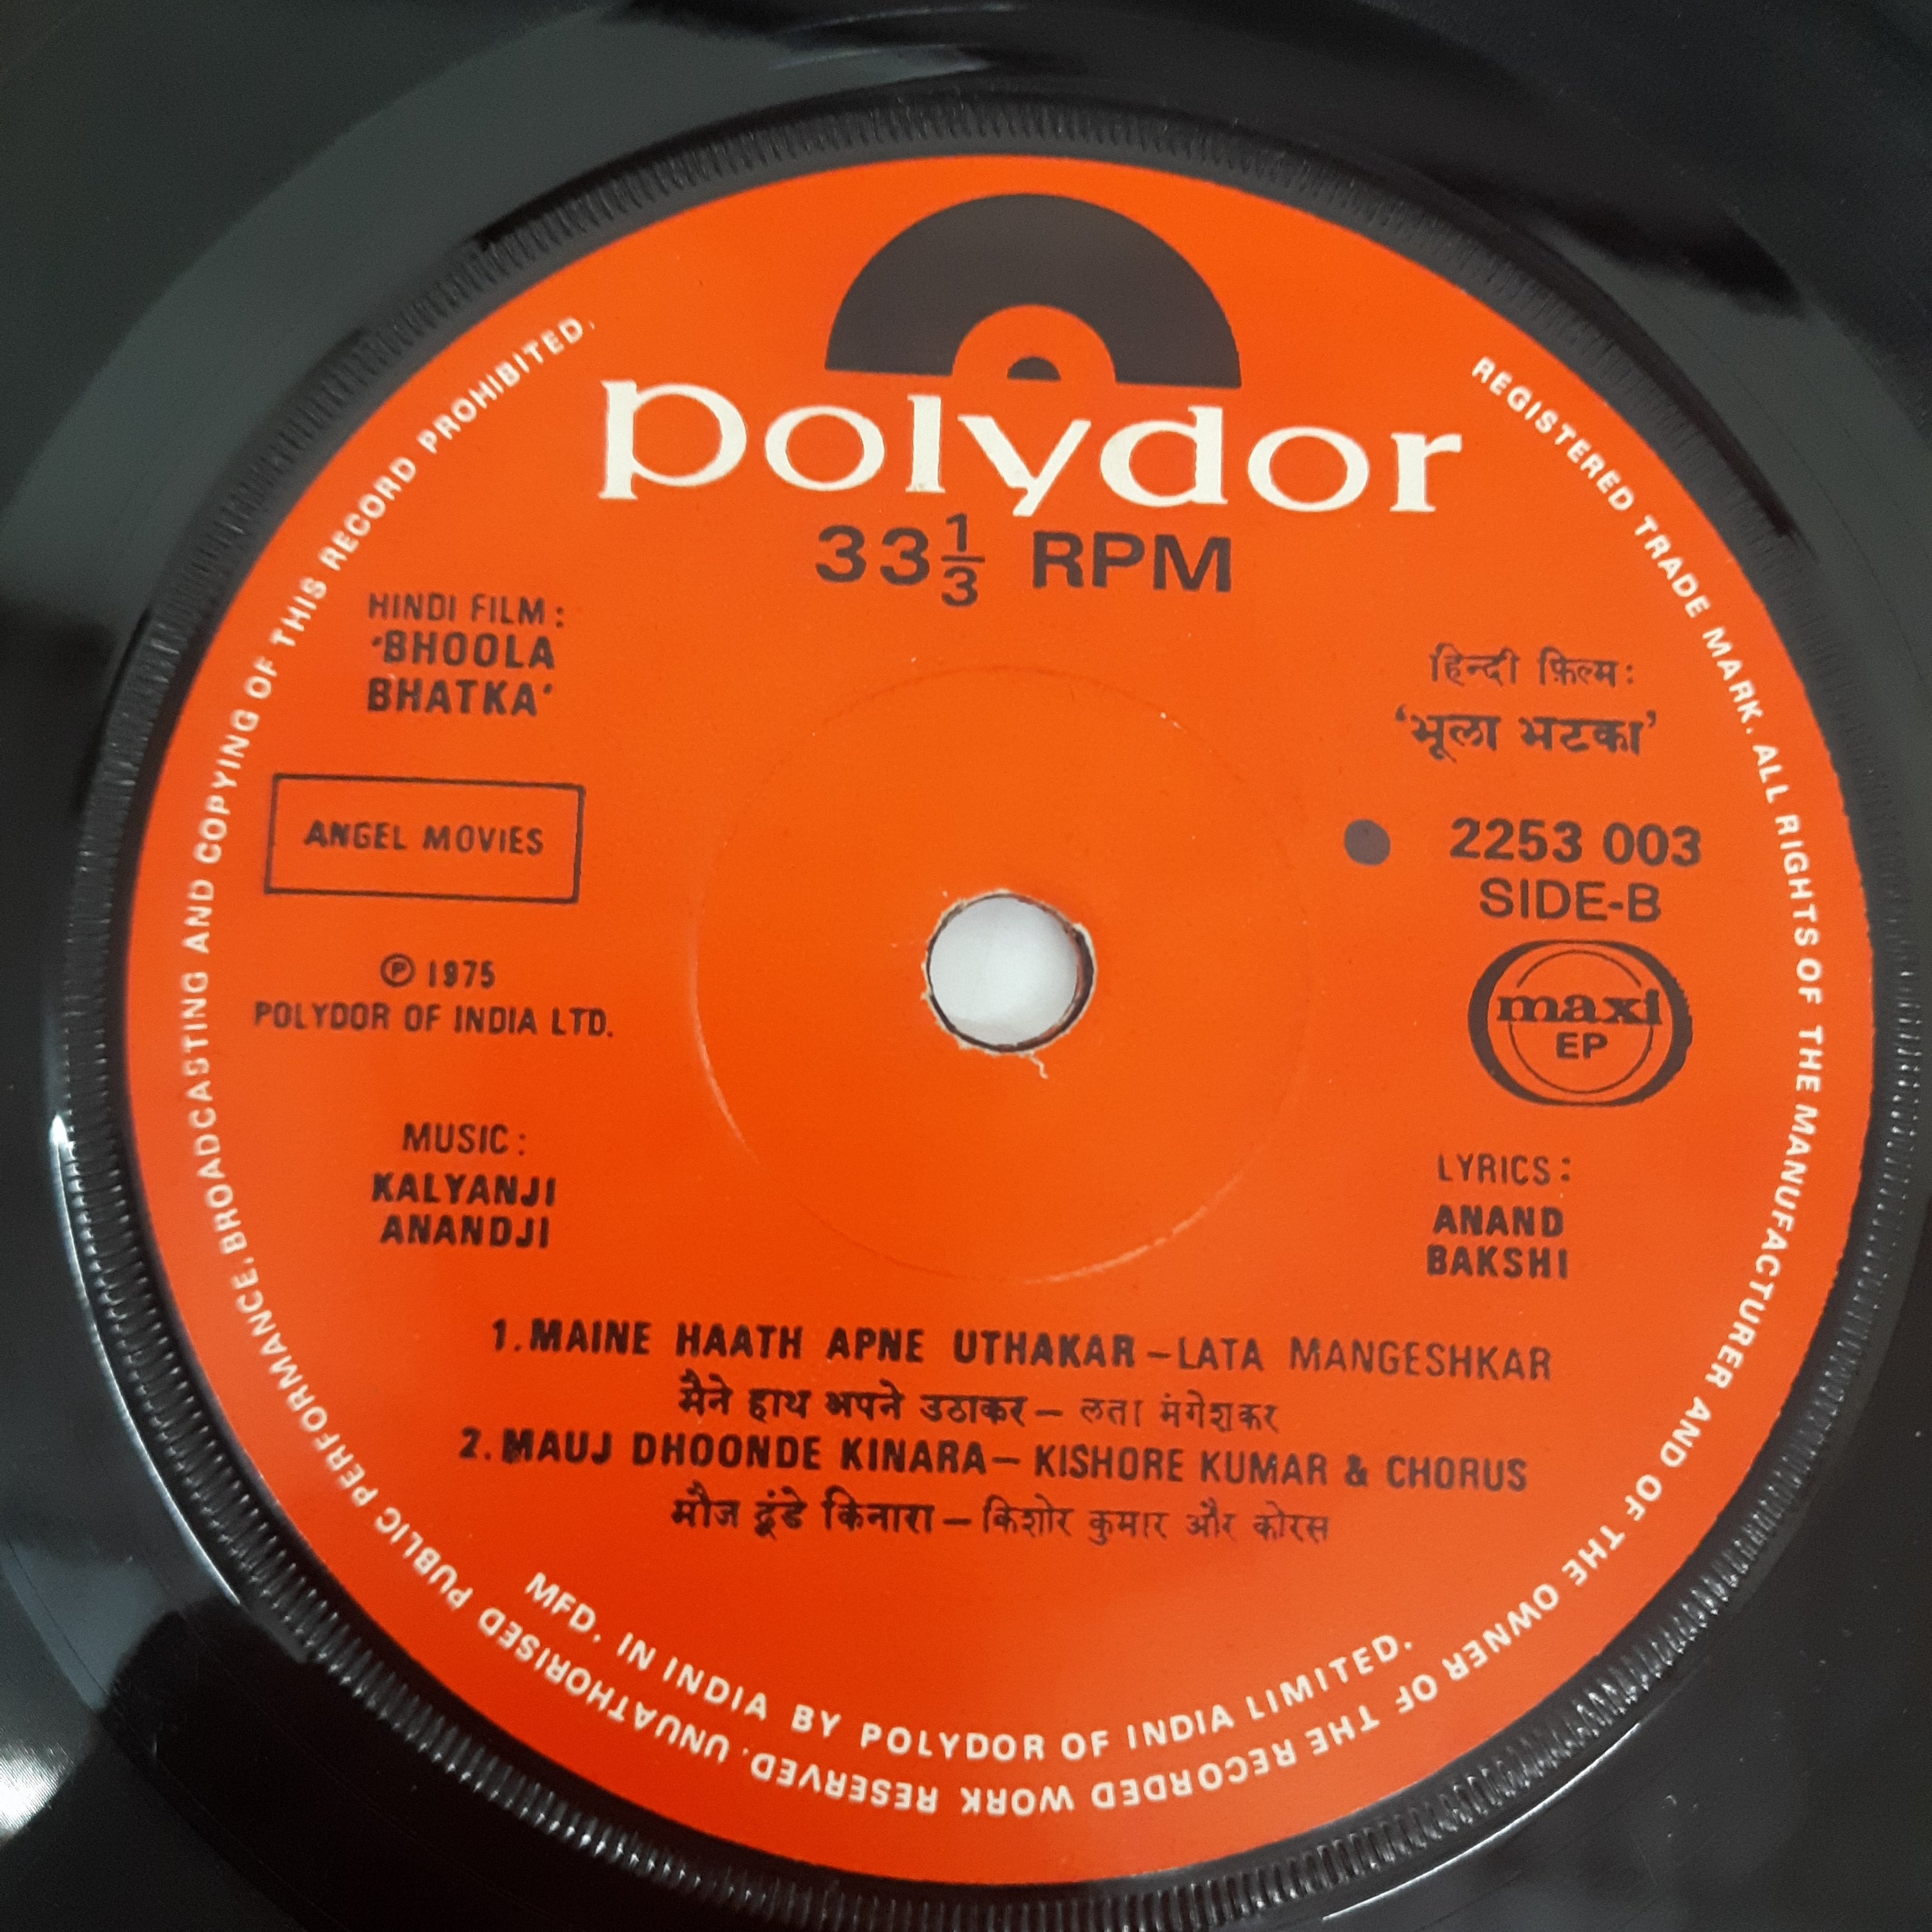 polydor
33⅓ RPM
HINDI FILM:
'BHOOLA
BHATKA'
हिन्दी फ़िल्म:
'भूला भटका'
ANGEL MOVIES
2253 003
SIDE-B
℗ 1975
POLYDOR OF INDIA LTD.
maxi
EP
MUSIC:
KALYANJI
ANANDJI
LYRICS:
ANAND
BAKSHI
1. MAINE HAATH APNE UTHAKAR – LATA MANGESHKAR
मैने हाथ अपने उठाकर – लता मंगेशकर
2. MAUJ DHOONDE KINARA – KISHORE KUMAR & CHORUS
मौज ढूंडे किनारा – किशोर कुमार और कोरस
MFD. IN INDIA BY POLYDOR OF INDIA LIMITED.
REGISTERED TRADE MARK. ALL RIGHTS OF THE MANUFACTURER AND OF THE OWNER OF THE RECORDED WORK RESERVED. UNUATHORISED PUBLIC PERFORMANCE, BROADCASTING AND COPYING OF THIS RECORD PROHIBITED.